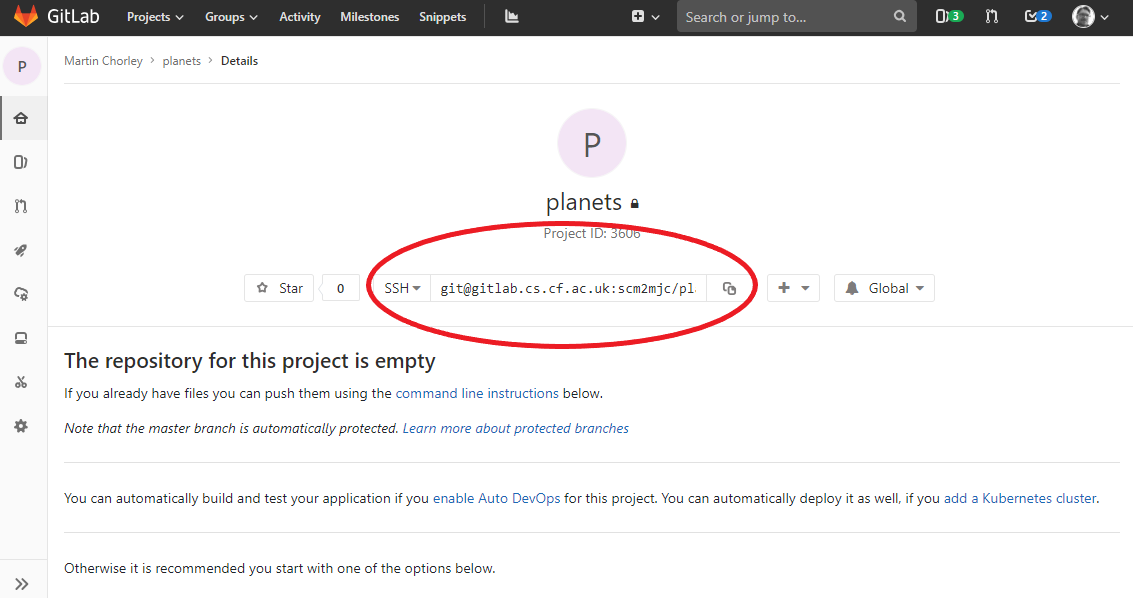 GitLab Projects Groups Activity Milestones Snippets Search or jump to... 3 2
P Martin Chorley > planets > Details
P
planets
Project ID: 3606
Star 0 SSH git@gitlab.cs.cf.ac.uk:scm2mjc/pl Global
The repository for this project is empty
If you already have files you can push them using the command line instructions below.
Note that the master branch is automatically protected. Learn more about protected branches
You can automatically build and test your application if you enable Auto DevOps for this project. You can automatically deploy it as well, if you add a Kubernetes cluster.
Otherwise it is recommended you start with one of the options below.